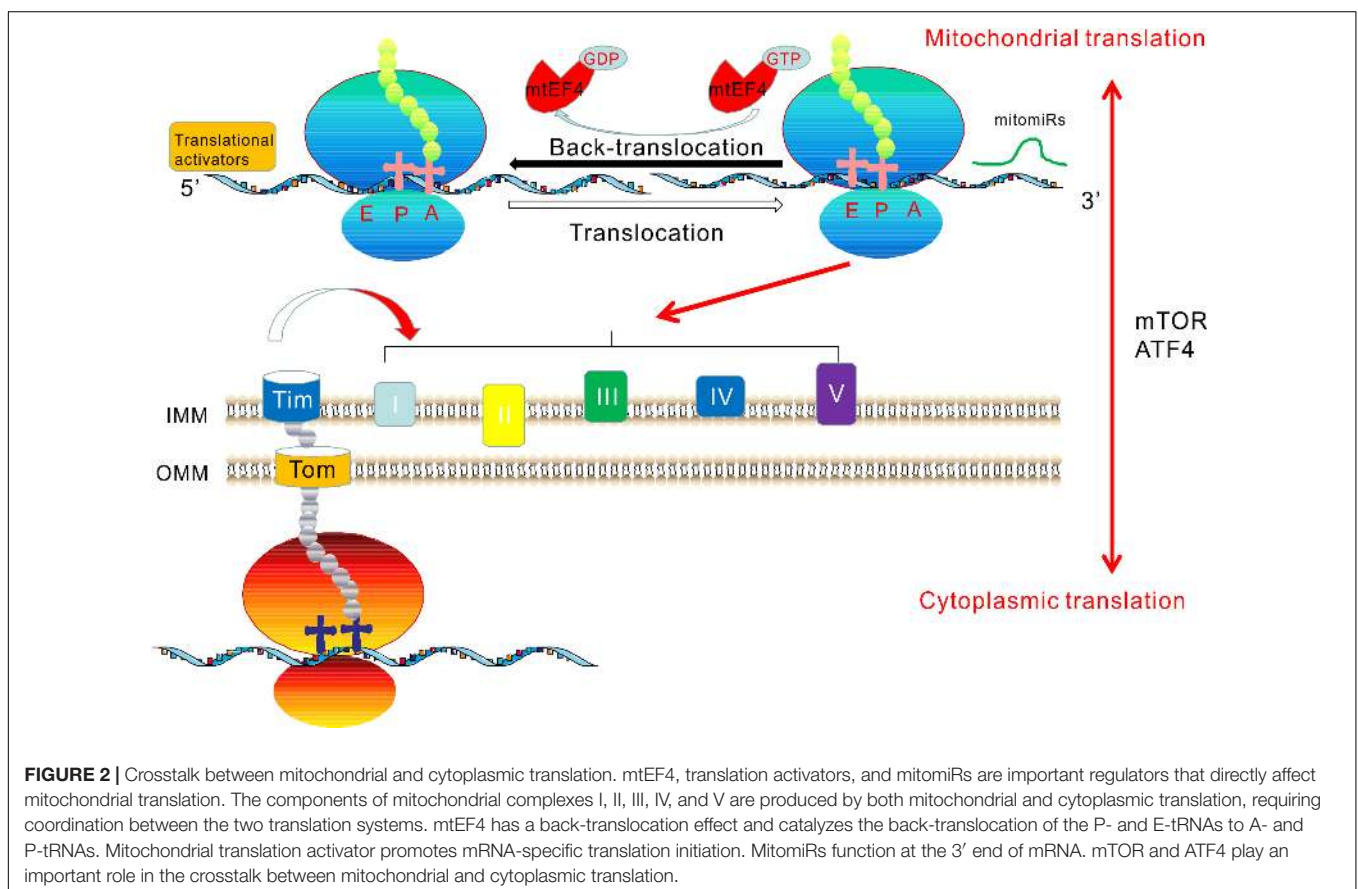 Mitochondrial translation
GDP
GTP
mtEF4
mtEF4
mitomiRs
Translational
activators
Back-translocation
5’
3’
E P A
E P A
Translocation
mTOR
ATF4
Tim
I
II
III
IV
V
IMM
Tom
OMM
Cytoplasmic translation
FIGURE 2 | Crosstalk between mitochondrial and cytoplasmic translation. mtEF4, translation activators, and mitomiRs are important regulators that directly affect
mitochondrial translation. The components of mitochondrial complexes I, II, III, IV, and V are produced by both mitochondrial and cytoplasmic translation, requiring
coordination between the two translation systems. mtEF4 has a back-translocation effect and catalyzes the back-translocation of the P- and E-tRNAs to A- and
P-tRNAs. Mitochondrial translation activator promotes mRNA-specific translation initiation. MitomiRs function at the 3′ end of mRNA. mTOR and ATF4 play an
important role in the crosstalk between mitochondrial and cytoplasmic translation.